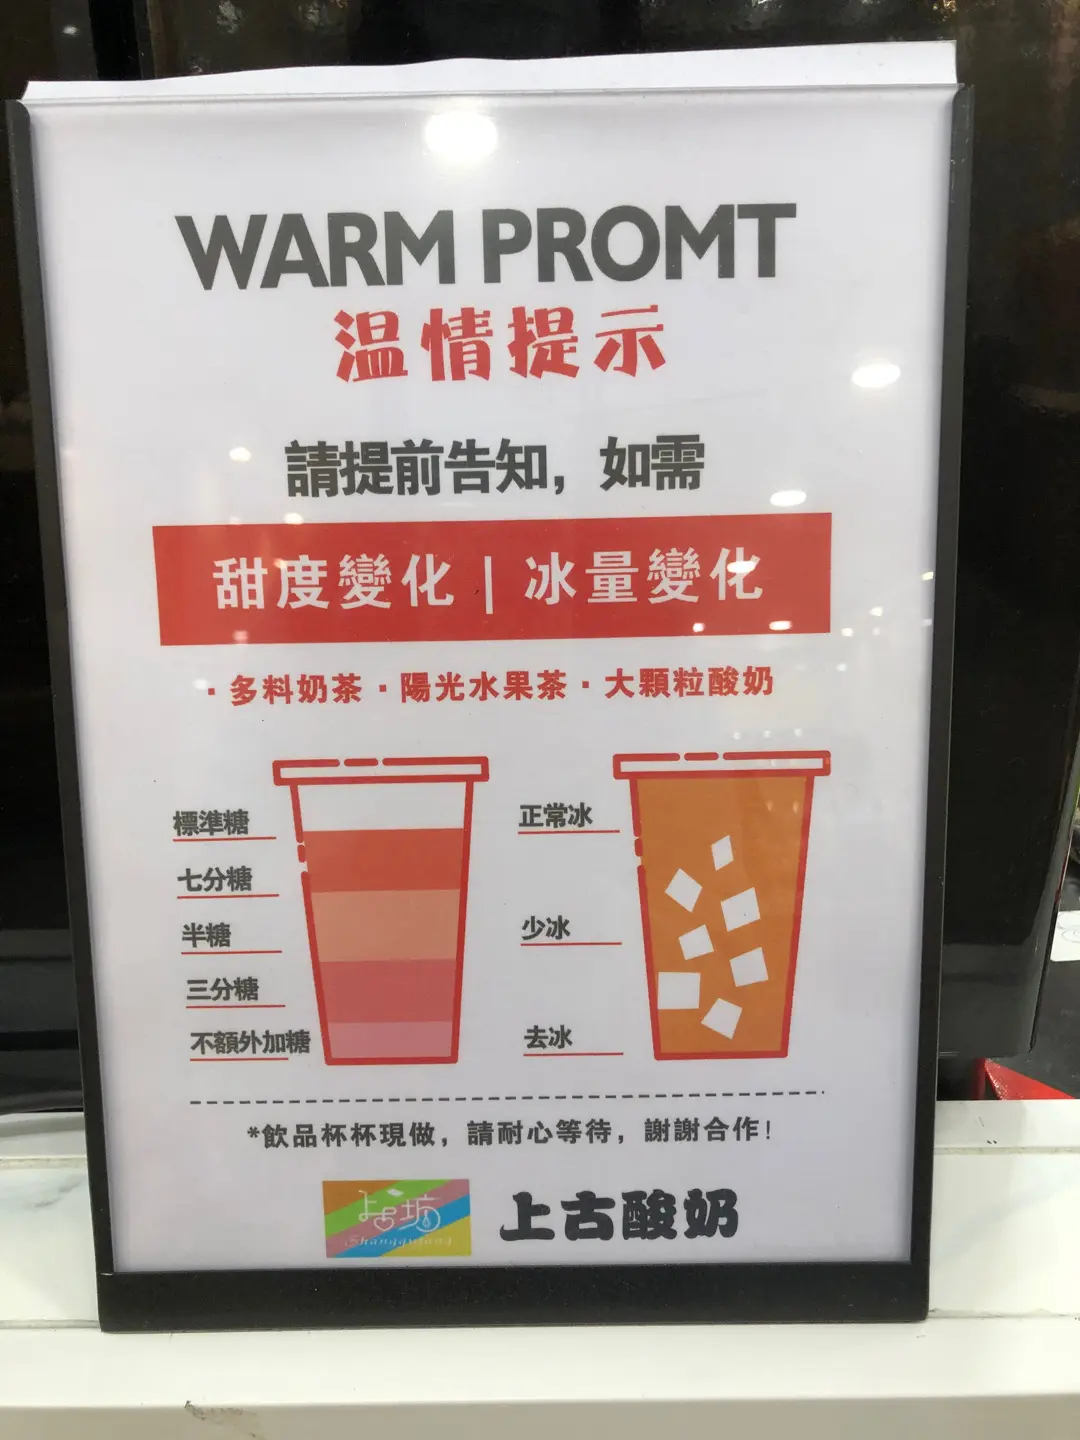 WARM PROMT
温情提示
請提前告知，如需
甜度變化 | 冰量變化
·多料奶茶·陽光水果茶·大顆粒酸奶
標準糖
七分糖
半糖
三分糖
不額外加糖
正常冰
少冰
去冰
*飲品杯杯現做，請耐心等待，謝謝合作！
上古坊
Shanggufang
上古酸奶